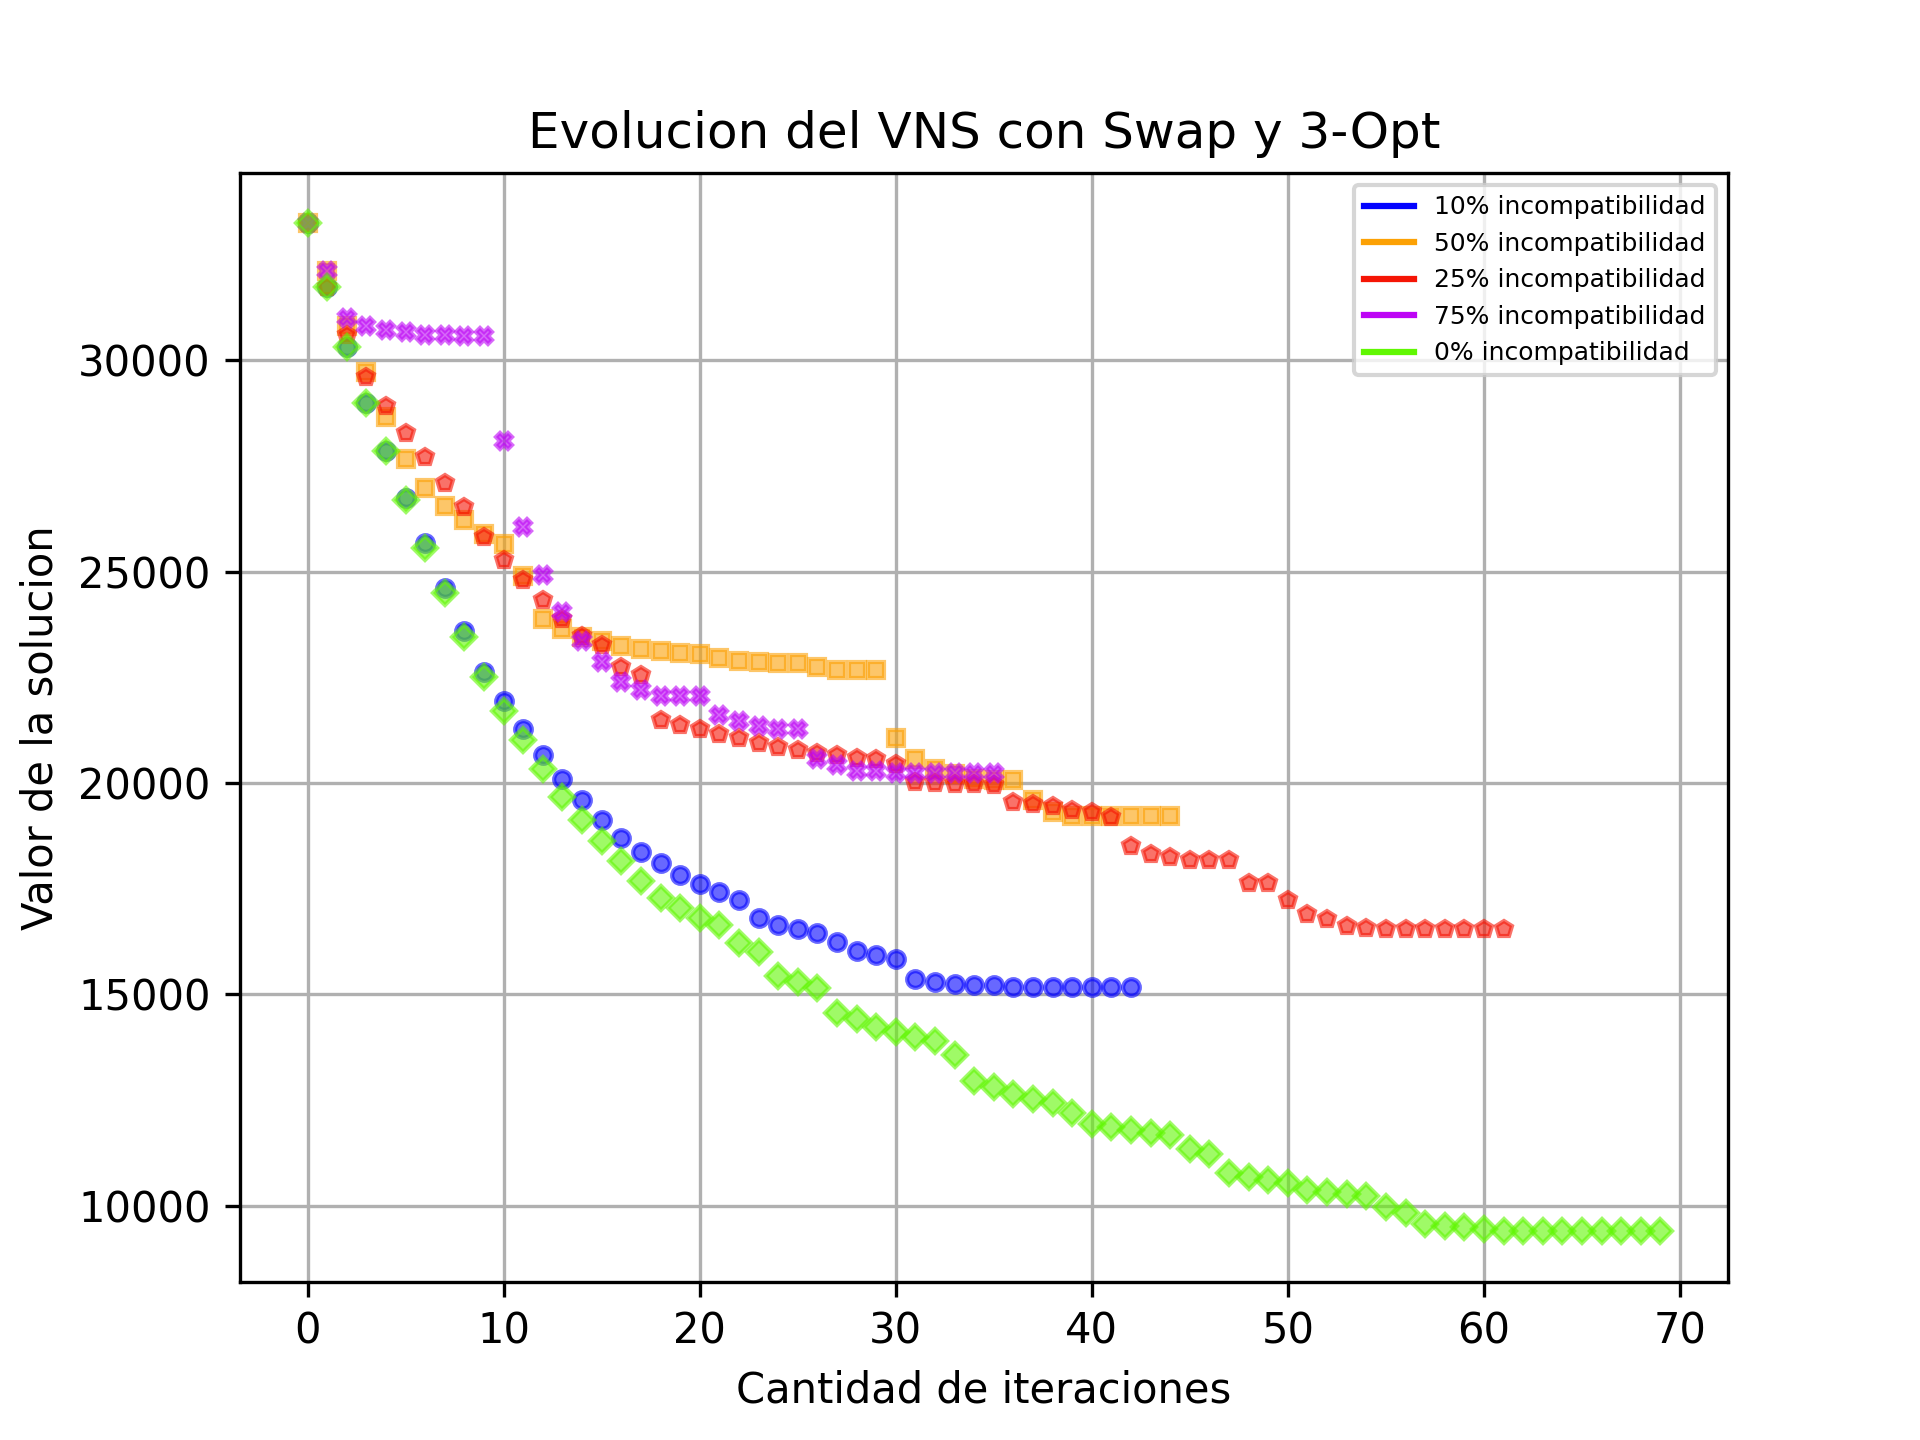 Evolucion del VNS con Swap y 3-Opt
10% incompatibilidad
50% incompatibilidad
25% incompatibilidad
75% incompatibilidad
0% incompatibilidad
Valor de la solucion
30000
25000
20000
15000
10000
0 10 20 30 40 50 60 70
Cantidad de iteraciones